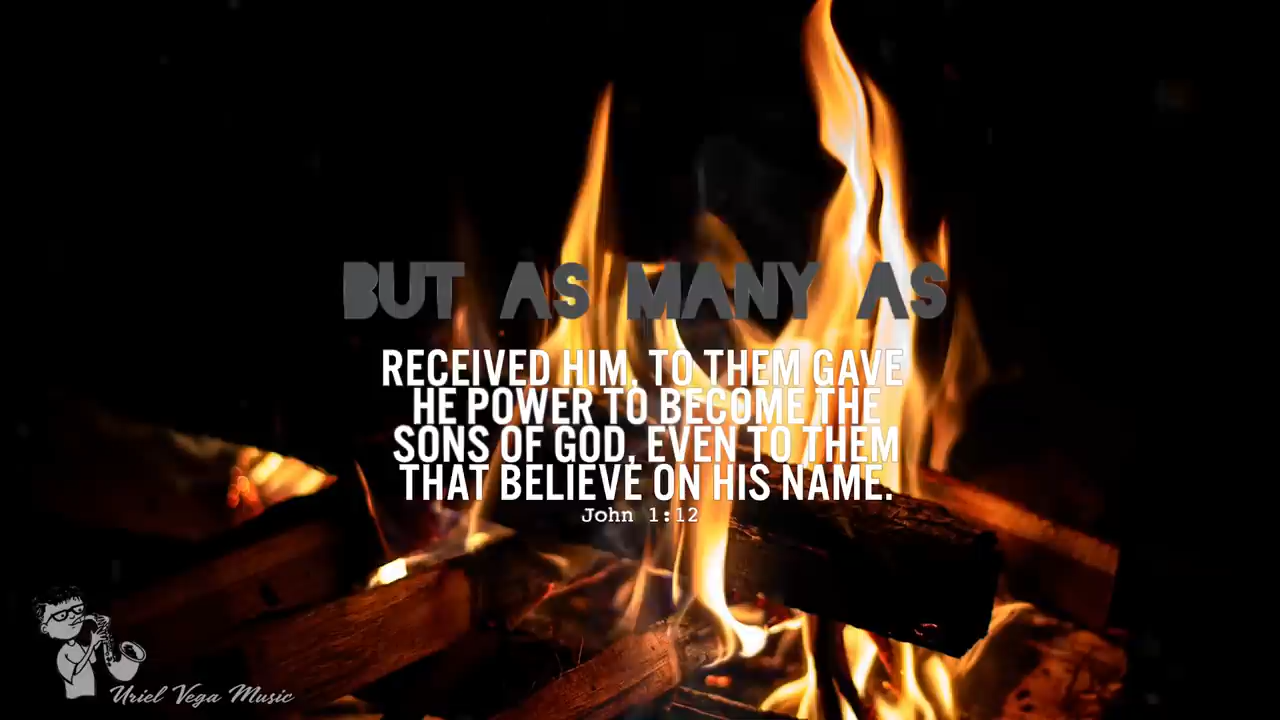 BUT AS MANY AS
RECEIVED HIM, TO THEM GAVE
HE POWER TO BECOME THE
SONS OF GOD, EVEN TO THEM
THAT BELIEVE ON HIS NAME.
John 1:12
Uriel Vega Music